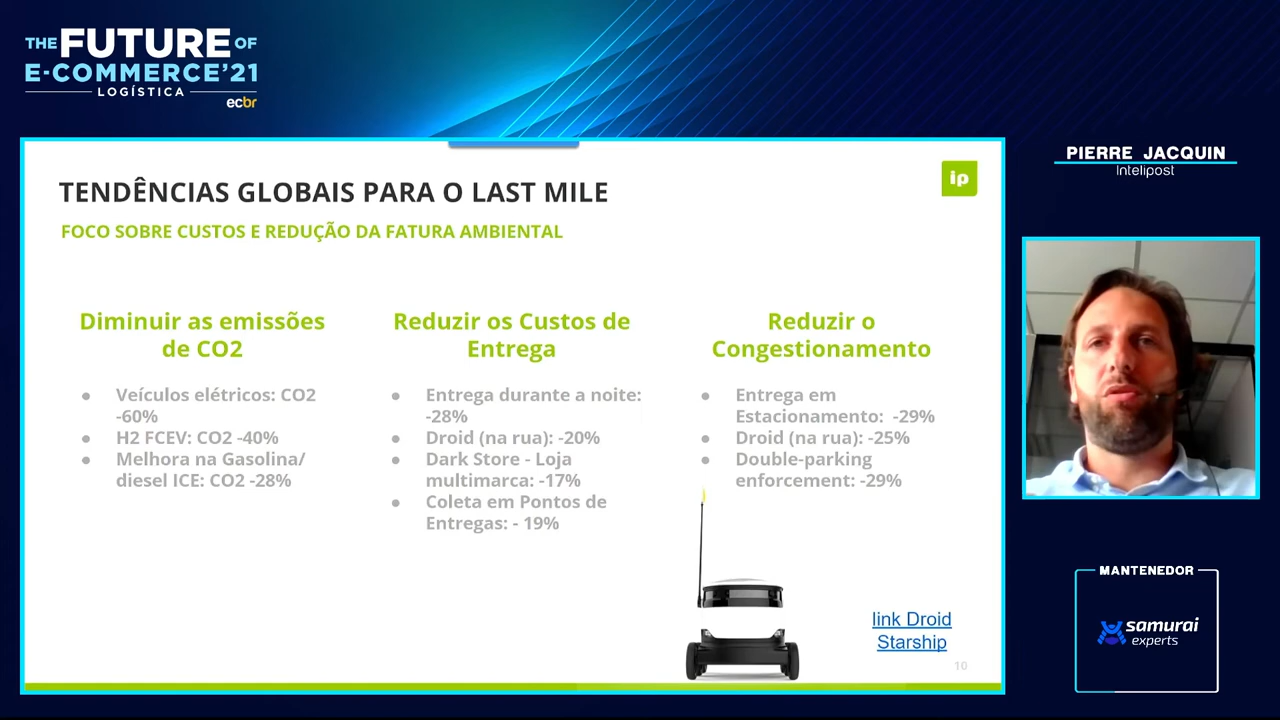 THE FUTURE OF
E-COMMERCE'21
LOGÍSTICA
ecbr
TENDÊNCIAS GLOBAIS PARA O LAST MILE
ip
FOCO SOBRE CUSTOS E REDUÇÃO DA FATURA AMBIENTAL
Diminuir as emissões
de CO2
● Veículos elétricos: CO2
-60%
● H2 FCEV: CO2 -40%
● Melhora na Gasolina/
diesel ICE: CO2 -28%
Reduzir os Custos de
Entrega
● Entrega durante a noite:
-28%
● Droid (na rua): -20%
● Dark Store - Loja
multimarca: -17%
● Coleta em Pontos de
Entregas: - 19%
Reduzir o
Congestionamento
● Entrega em
Estacionamento: -29%
● Droid (na rua): -25%
● Double-parking
enforcement: -29%
link Droid
Starship
10
PIERRE JACQUIN
Intelipost
MANTENEDOR
samurai
experts